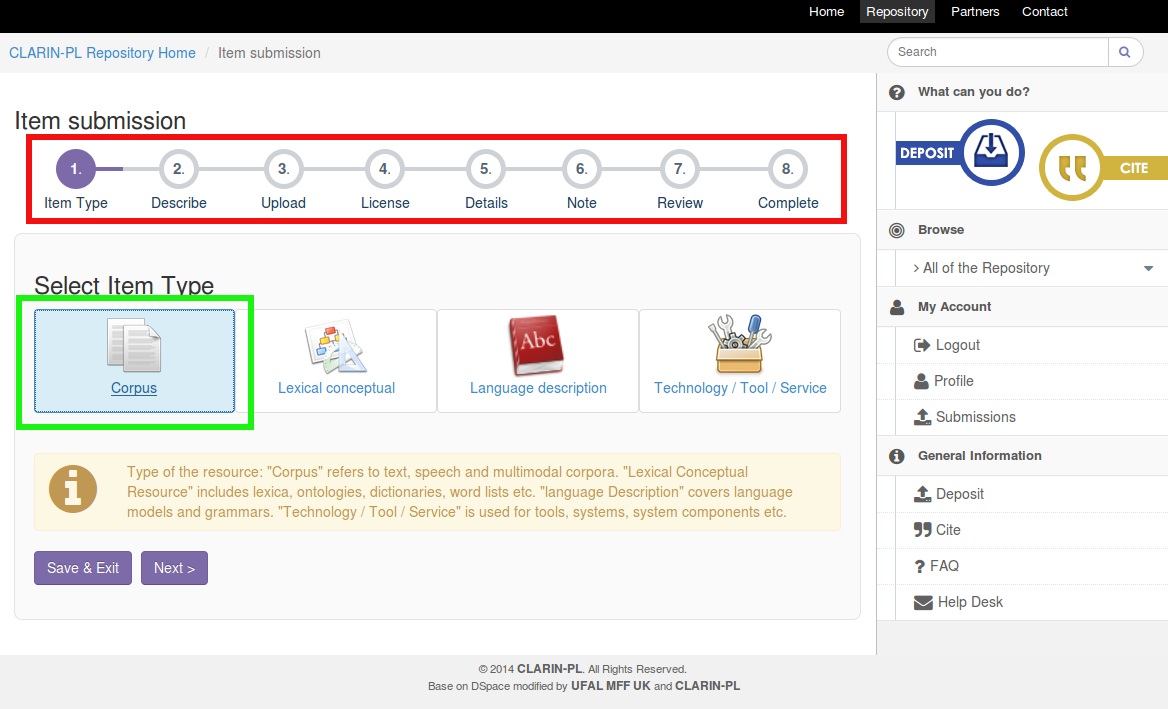 Home Repository Partners Contact
CLARIN-PL Repository Home / Item submission
Search
Item submission
1. 2. 3. 4. 5. 6. 7. 8.
Item Type Describe Upload License Details Note Review Complete
Select Item Type
Corpus
Lexical conceptual
Abc
Language description
Technology / Tool / Service
Type of the resource: "Corpus" refers to text, speech and multimodal corpora. "Lexical Conceptual
Resource" includes lexica, ontologies, dictionaries, word lists etc. "language Description" covers language
models and grammars. "Technology / Tool / Service" is used for tools, systems, system components etc.
Save & Exit
Next >
What can you do?
DEPOSIT
CITE
Browse
› All of the Repository
My Account
Logout
Profile
Submissions
General Information
Deposit
Cite
FAQ
Help Desk
© 2014 CLARIN-PL. All Rights Reserved.
Base on DSpace modified by UFAL MFF UK and CLARIN-PL